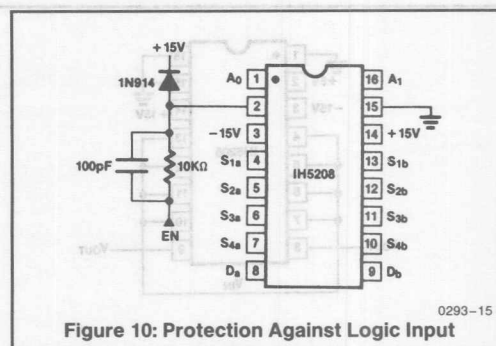 +15V
1N914
100pF
10KΩ
EN
A0 1
2
-15V 3
S1a 4
S2a 5
S3a 6
S4a 7
Da 8
IH5208
16 A1
15
14 +15V
13 S1b
12 S2b
11 S3b
10 S4b
9 Db
0293-15
Figure 10: Protection Against Logic Input